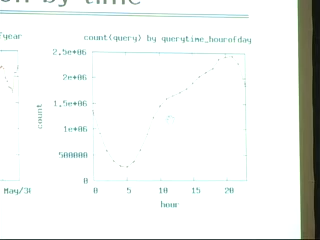 on by time
fyear
count(query) by querytime_hourofday
2.5e+06
2e+06
1.5e+06
1e+06
500000
0
count
May/3
0 5 10 15 20
hour